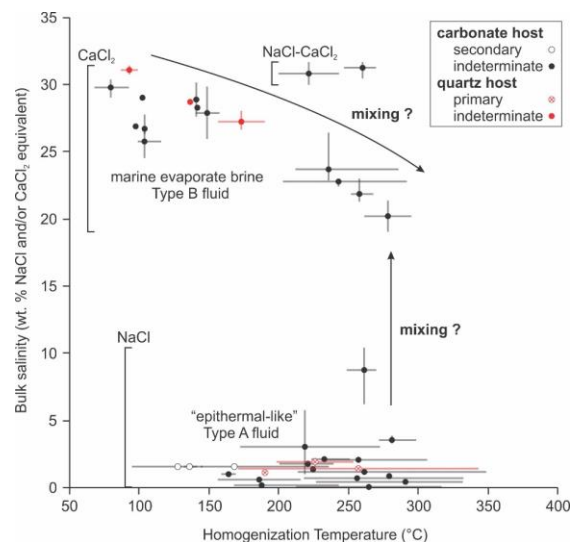 35
30
25
20
15
10
5
0
50
100
150
200
250
300
350
400
Bulk salinity (wt. % NaCl and/or CaCl₂ equivalent)
Homogenization Temperature (°C)
CaCl₂
NaCl-CaCl₂
mixing ?
marine evaporate brine
Type B fluid
mixing ?
NaCl
“epithermal-like”
Type A fluid
carbonate host
secondary
indeterminate
quartz host
primary
indeterminate